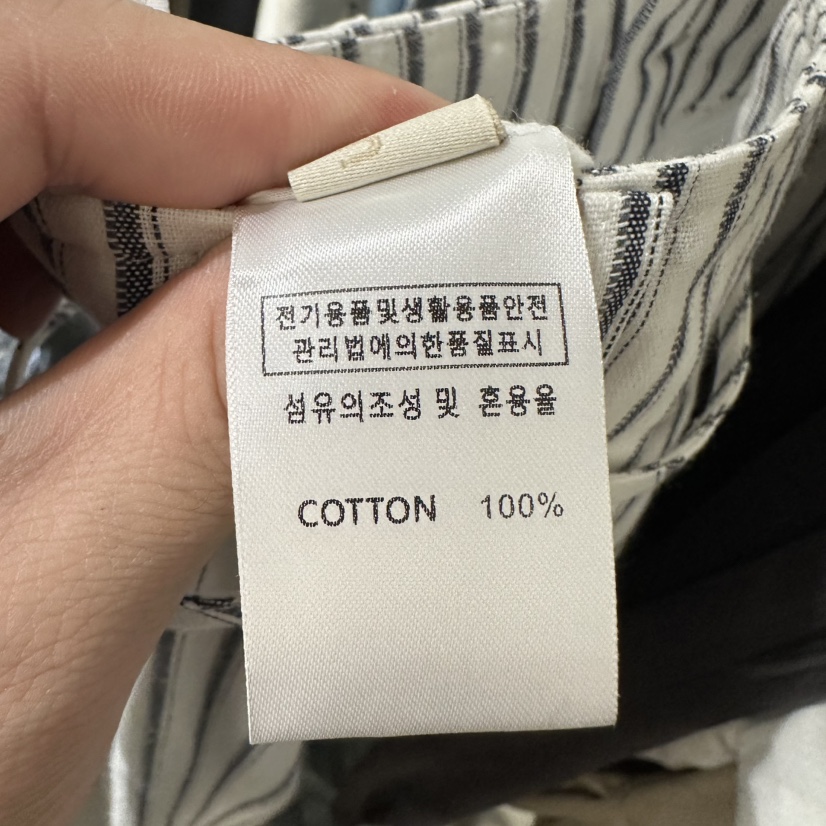 전기용품및생활용품안전
관리법에의한품질표시
섬유의조성 및 혼용율
COTTON 100%